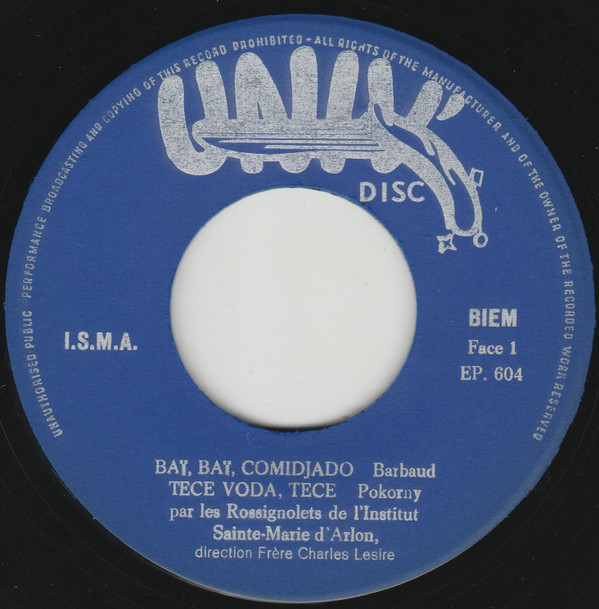 UNAUTHORISED PUBLIC PERFORMANCE BROADCASTING AND COPYING OF THIS RECORD PROHIBITED - ALL RIGHTS OF THE MANUFACTURER AND OF THE OWNER OF THE RECORDED WORK RESERVED
DISC
I.S.M.A.
BIEM
Face 1
EP. 604
BAÏ, BAÏ, COMIDJADO Barbaud
TECE VODA, TECE Pokorny
par les Rossignolets de l'Institut
Sainte-Marie d'Arlon,
direction Frère Charles Lesire